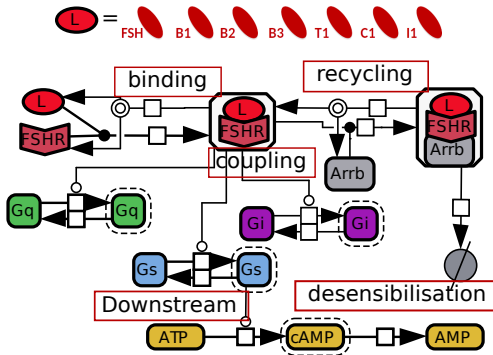 L = FSH B1 B2 B3 T1 C1 I1
binding
recycling
L
L
L
FSHR
FSHR
FSHR
Arrb
coupling
Arrb
Gq
Gq
Gi
Gi
Gs
Gs
Downstream
desensibilisation
ATP
cAMP
AMP